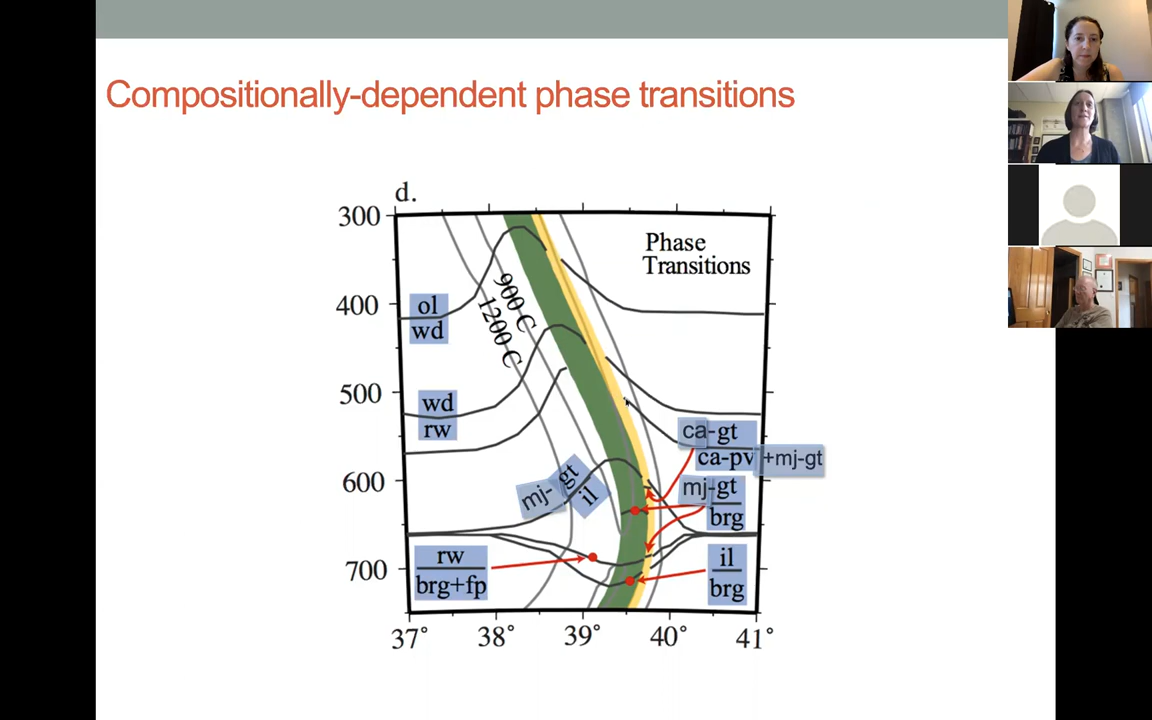 Compositionally-dependent phase transitions
d.
300
400
500
600
700
Phase
Transitions
900 C
1200 C
ol
wd
wd
rw
ca-gt
ca-pv +mj-gt
mj-gt
brg
mj-gt
il
rw
brg+fp
il
brg
37° 38° 39° 40° 41°